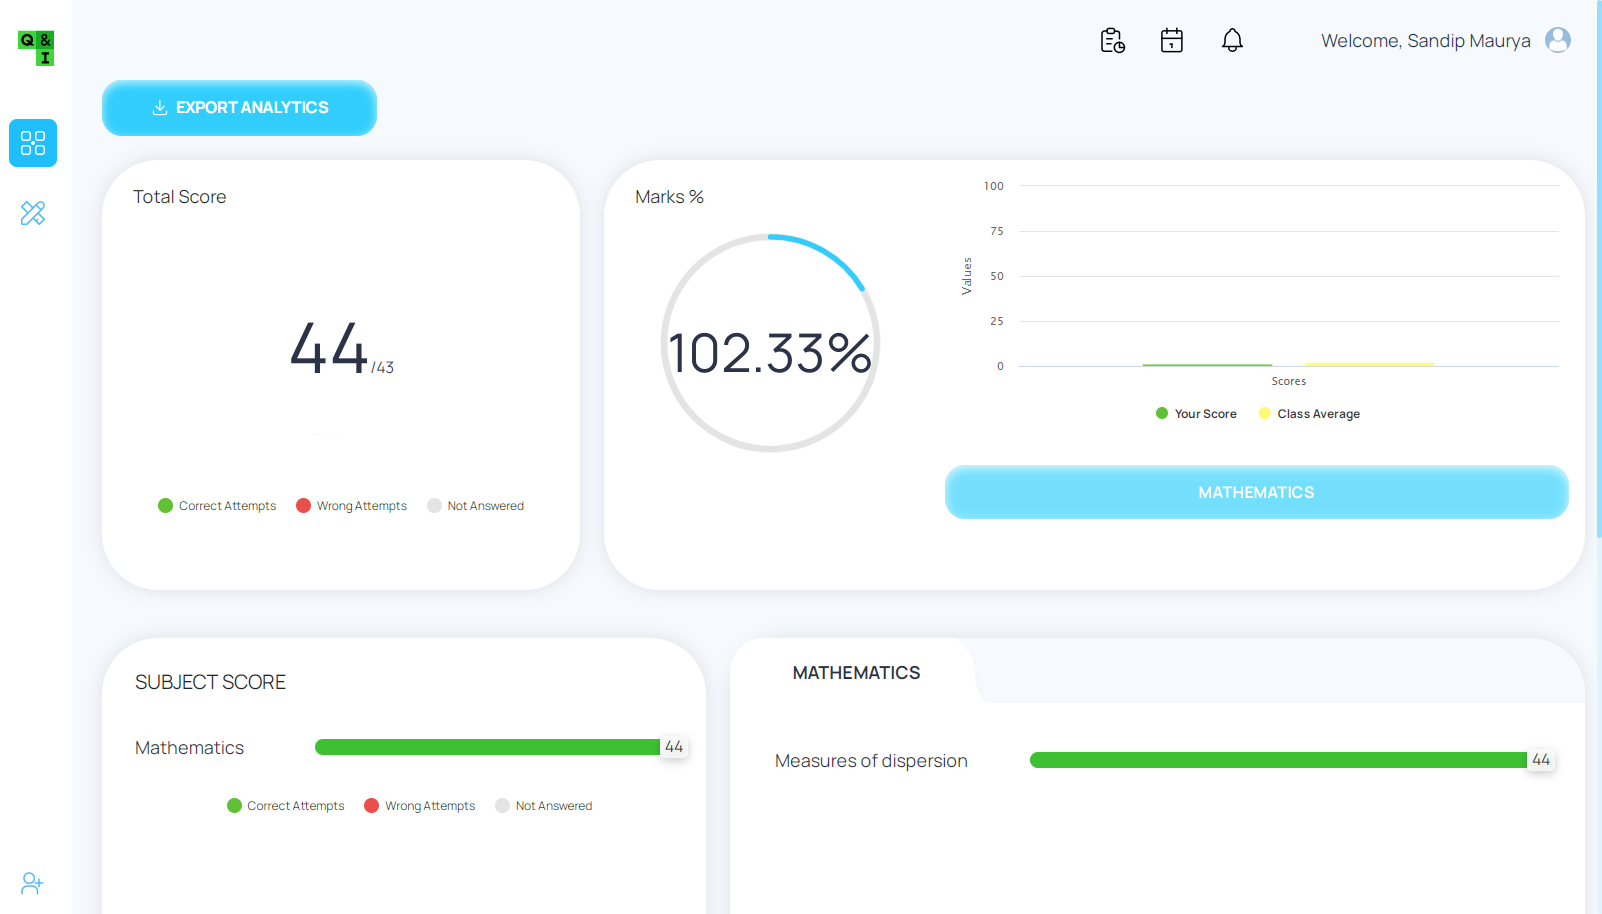 Q &
I
Welcome, Sandip Maurya
EXPORT ANALYTICS
Total Score
44/43
Correct Attempts Wrong Attempts Not Answered
Marks %
102.33%
100
75
50
25
0
Values
Scores
Your Score Class Average
MATHEMATICS
SUBJECT SCORE
Mathematics 44
Correct Attempts Wrong Attempts Not Answered
MATHEMATICS
Measures of dispersion 44